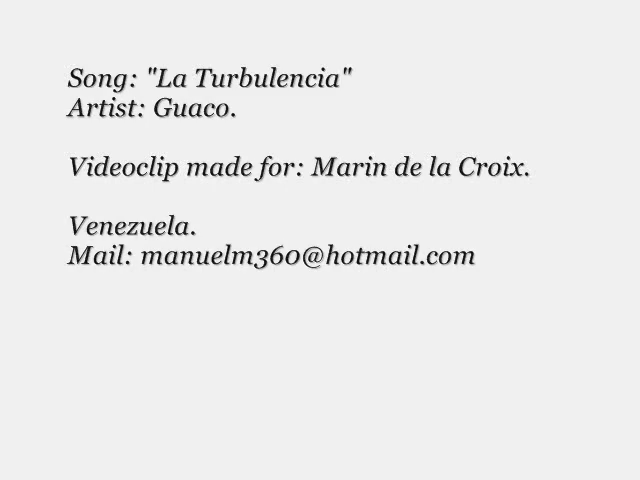 Song: "La Turbulencia"
Artist: Guaco.
Videoclip made for: Marin de la Croix.
Venezuela.
Mail: manuelm360@hotmail.com